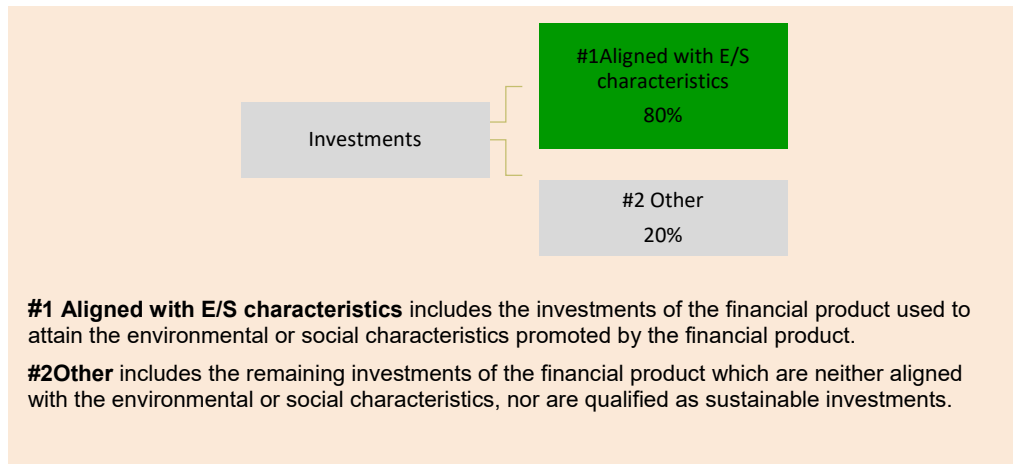 #1Aligned with E/S
characteristics
80%
Investments
#2 Other
20%
#1 Aligned with E/S characteristics includes the investments of the financial product used to
attain the environmental or social characteristics promoted by the financial product.
#2Other includes the remaining investments of the financial product which are neither aligned
with the environmental or social characteristics, nor are qualified as sustainable investments.